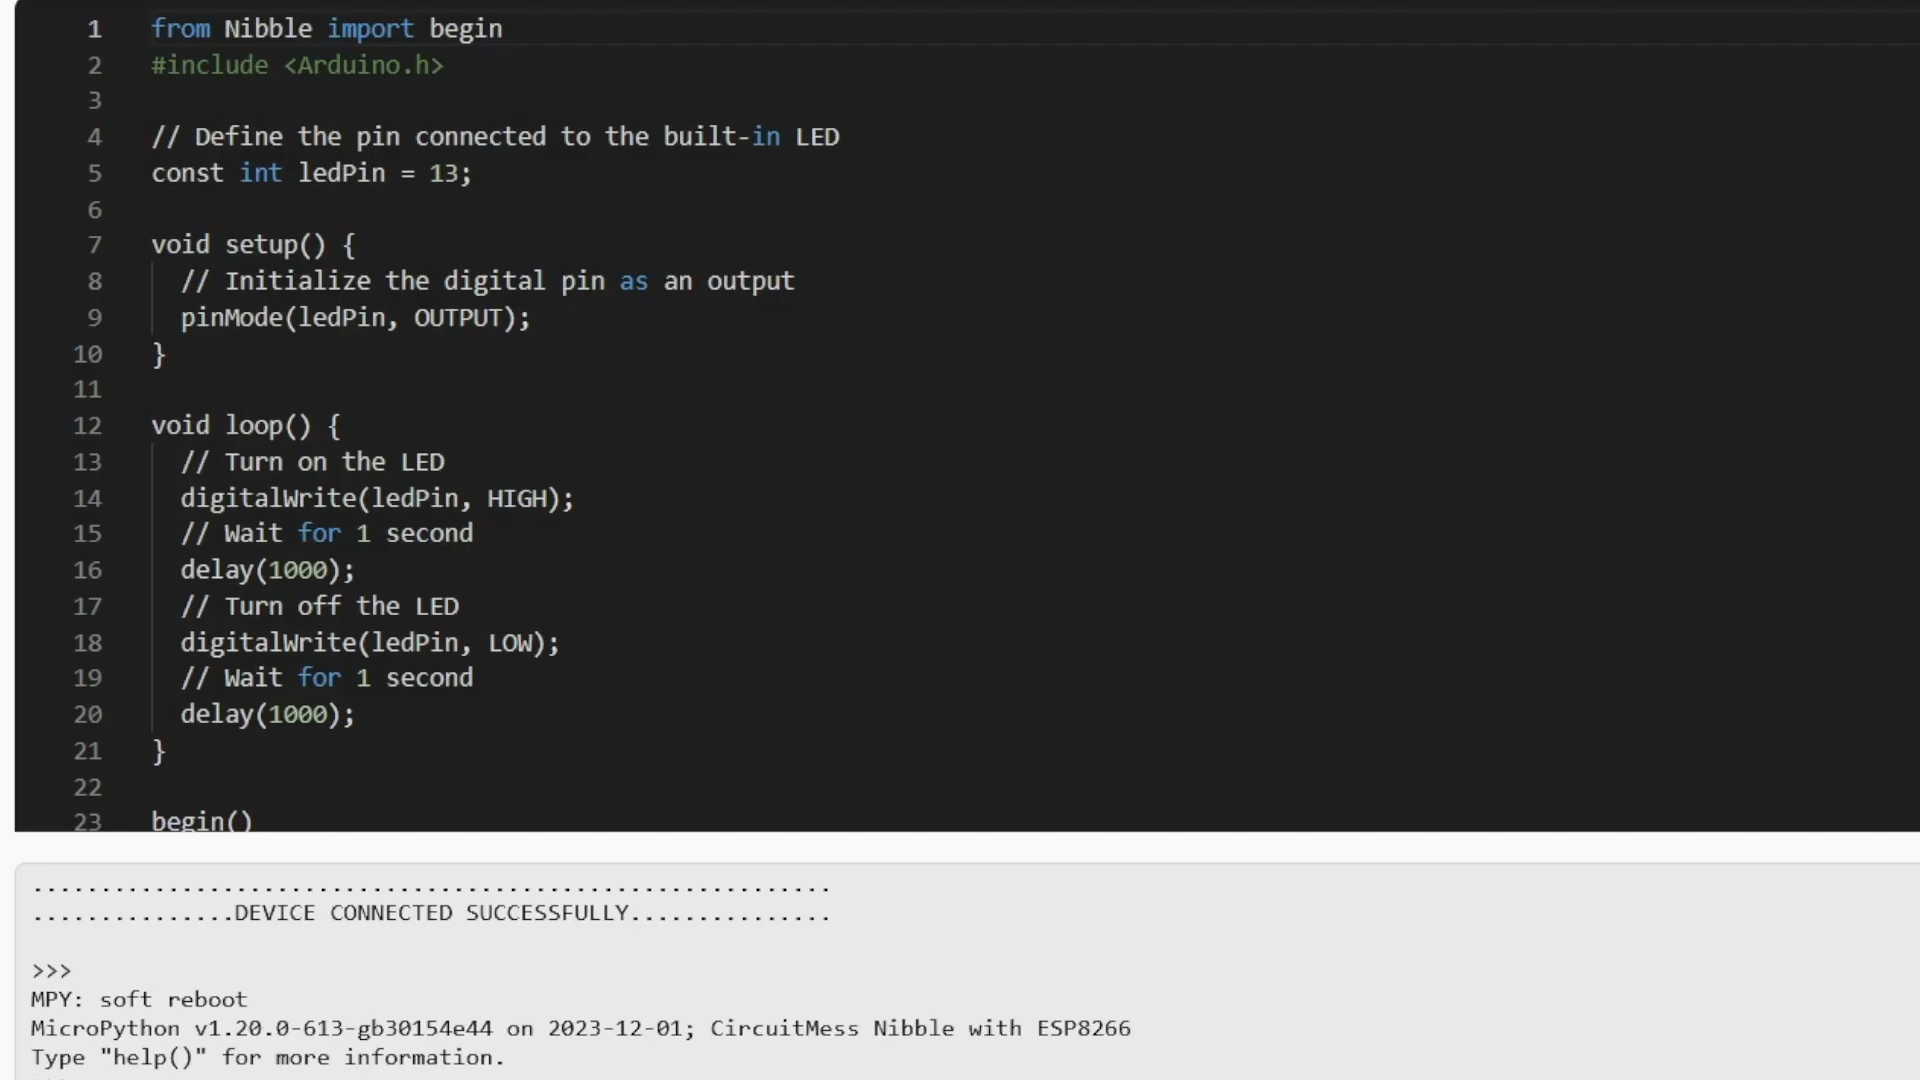 1 from Nibble import begin
2 #include <Arduino.h>
3
4 // Define the pin connected to the built-in LED
5 const int ledPin = 13;
6
7 void setup() {
8 // Initialize the digital pin as an output
9 pinMode(ledPin, OUTPUT);
10 }
11
12 void loop() {
13 // Turn on the LED
14 digitalWrite(ledPin, HIGH);
15 // Wait for 1 second
16 delay(1000);
17 // Turn off the LED
18 digitalWrite(ledPin, LOW);
19 // Wait for 1 second
20 delay(1000);
21 }
22
23 begin()
...........................................................
...............DEVICE CONNECTED SUCCESSFULLY...............
>>>
MPY: soft reboot
MicroPython v1.20.0-613-gb30154e44 on 2023-12-01; CircuitMess Nibble with ESP8266
Type "help()" for more information.